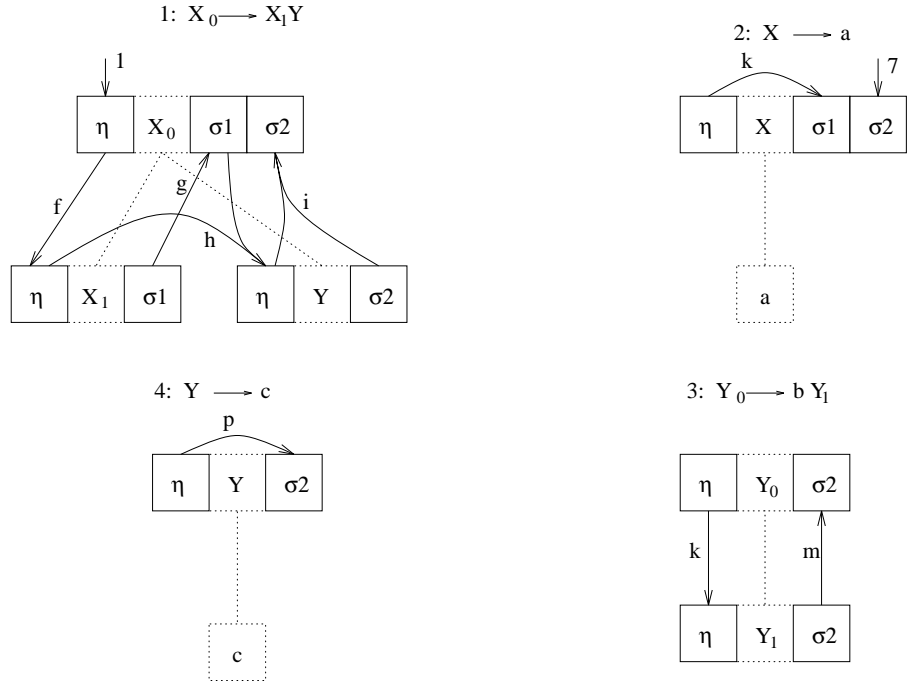 1: X₀ → X₁Y
1
η X₀ σ1 σ2
f g h i
η X₁ σ1 η Y σ2
2: X → a
k 7
η X σ1 σ2
a
4: Y → c
p
η Y σ2
c
3: Y₀ → b Y₁
η Y₀ σ2
k m
η Y₁ σ2